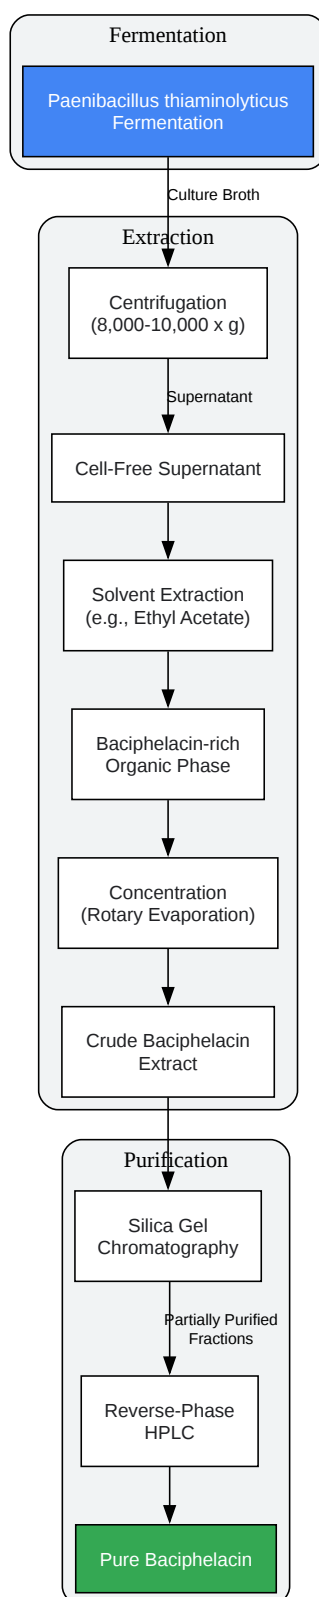 Fermentation
Paenibacillus thiaminolyticus
Fermentation
Culture Broth
Extraction
Centrifugation
(8,000-10,000 x g)
Supernatant
Cell-Free Supernatant
Solvent Extraction
(e.g., Ethyl Acetate)
Baciphelacin-rich
Organic Phase
Concentration
(Rotary Evaporation)
Crude Baciphelacin
Extract
Purification
Silica Gel
Chromatography
Partially Purified
Fractions
Reverse-Phase
HPLC
Pure Baciphelacin